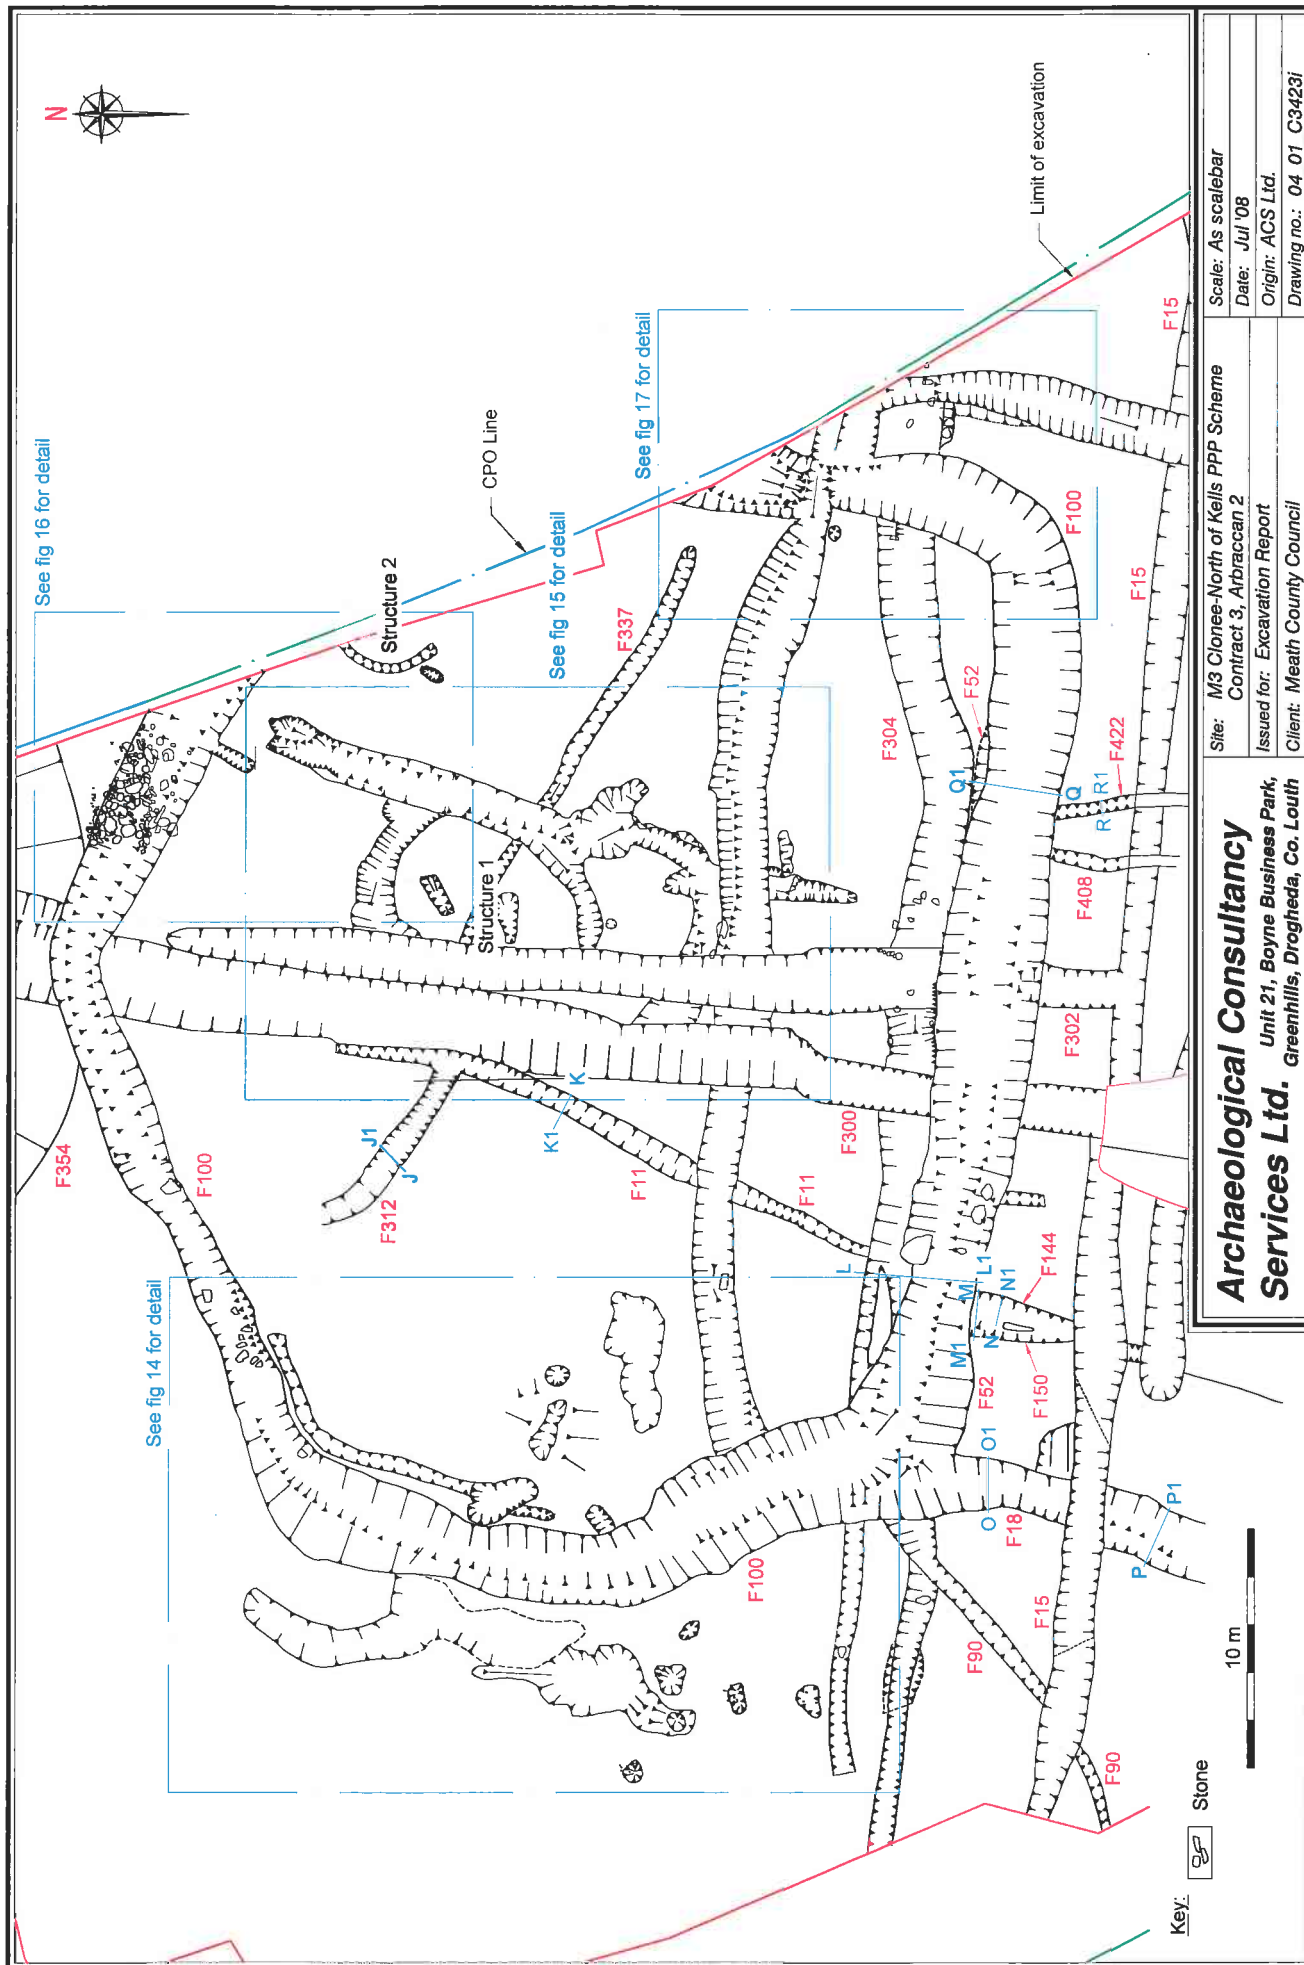 N
See fig 16 for detail
CPO Line
Structure 2
See fig 15 for detail
See fig 17 for detail
Limit of excavation
F354
F100
J1
J
F312
K
K1
F11
F11
Structure 1
F337
F300
F304
F52
Q1
Q
R
R1
F422
F408
F302
F100
F15
F15
See fig 14 for detail
L
L1
M
M1
N
N1
F144
F150
F52
O
O1
F18
F100
F90
F15
F90
P
P1
10 m
Key:
Stone
Archaeological Consultancy
Services Ltd.
Unit 21, Boyne Business Park,
Greenhills, Drogheda, Co. Louth
Site: M3 Clonee-North of Kells PPP Scheme
Contract 3, Arbraccan 2
Issued for: Excavation Report
Client: Meath County Council
Scale: As scalebar
Date: Jul '08
Origin: ACS Ltd.
Drawing no.: 04_01_C3423i